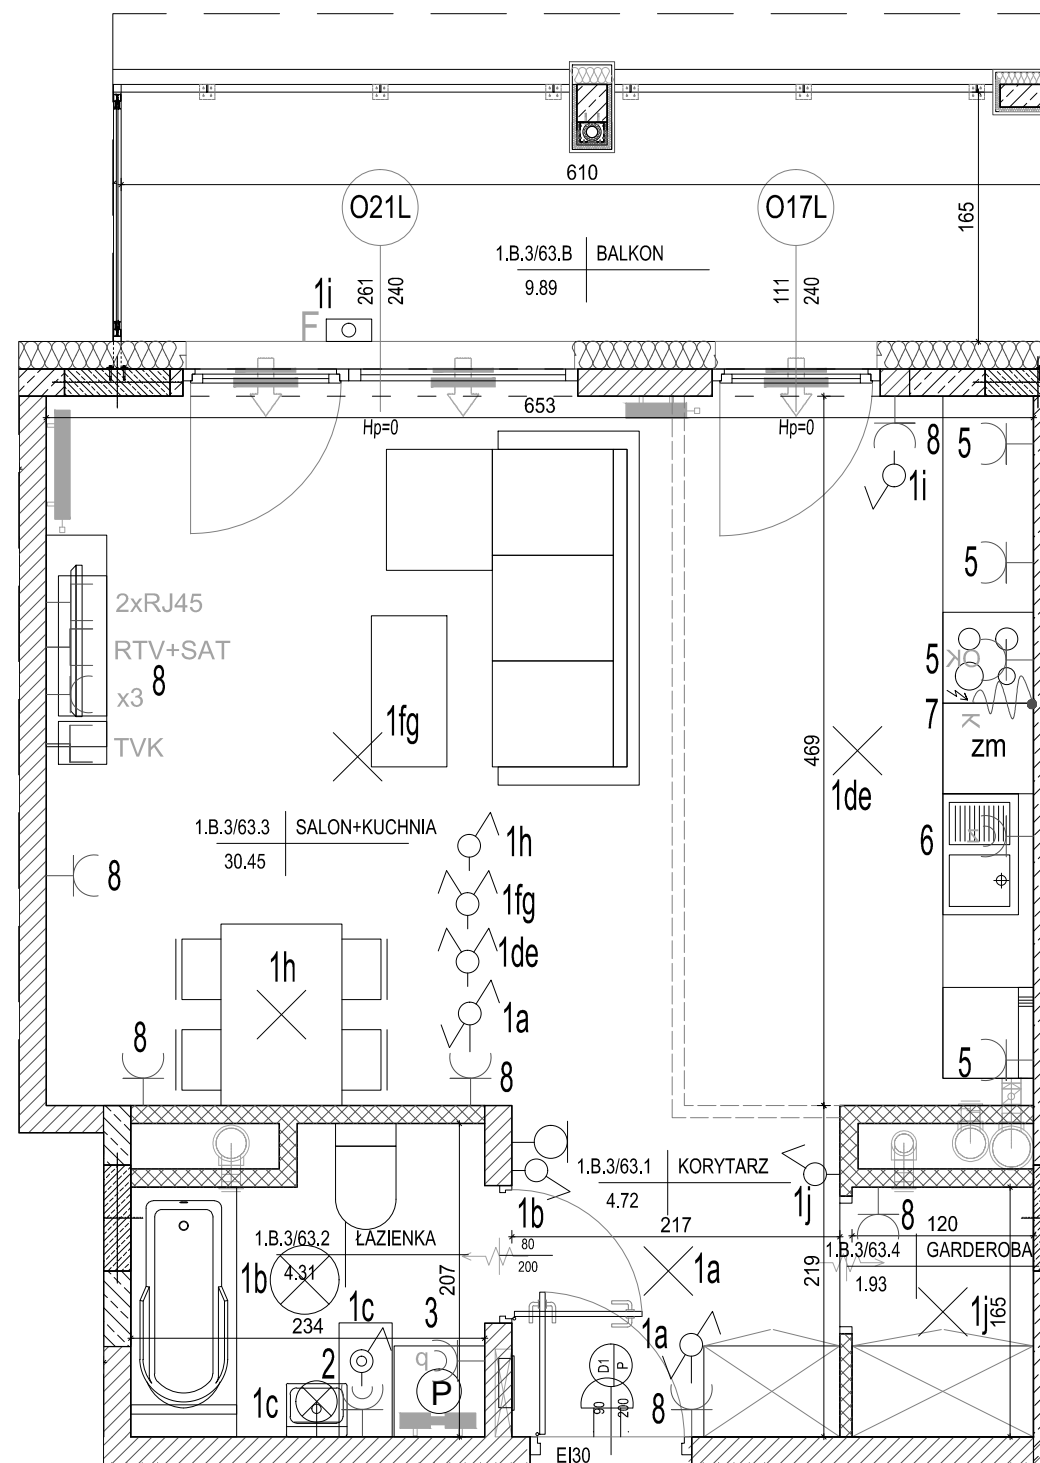 610
O21L
O17L
165
1.B.3/63.B BALKON
9.89
261
240
111
240
1i
F
653
Hp=0
Hp=0
8
5
1i
5
2xRJ45
RTV+SAT
x3
8
TVK
5
OK
7
K
zm
1fg
469
1de
1.B.3/63.3 SALON+KUCHNIA
30.45
1h
6
z
8
1fg
1h
1de
1a
8
8
5
1.B.3/63.1 KORYTARZ
4.72
1j
1b
217
8
120
80
200
1.B.3/63.2 ŁAZIENKA
4.31
1b
207
219
1.B.3/63.4 GARDEROBA
1.93
1a
1j
165
1c
3
234
1a
2
q
P
1c
D1
P
90
200
8
EI30